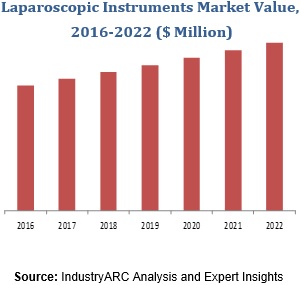 Laparoscopic Instruments Market Value,
2016-2022 ($ Million)
2016 2017 2018 2019 2020 2021 2022
Source: IndustryARC Analysis and Expert Insights